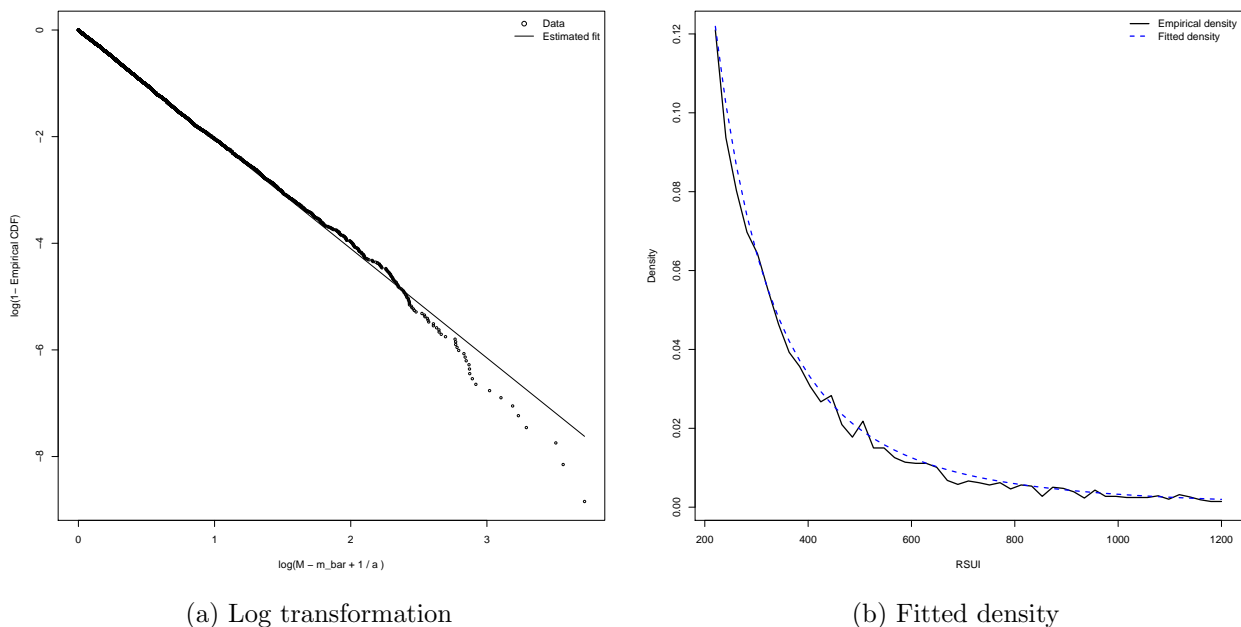 Data
Estimated fit
0
−2
−4
−6
−8
log(1− Empirical CDF)
0
1
2
3
log(M − m_bar + 1 / a )
(a) Log transformation
Empirical density
Fitted density
0.12
0.10
0.08
0.06
0.04
0.02
0.00
Density
200
400
600
800
1000
1200
RSUI
(b) Fitted density